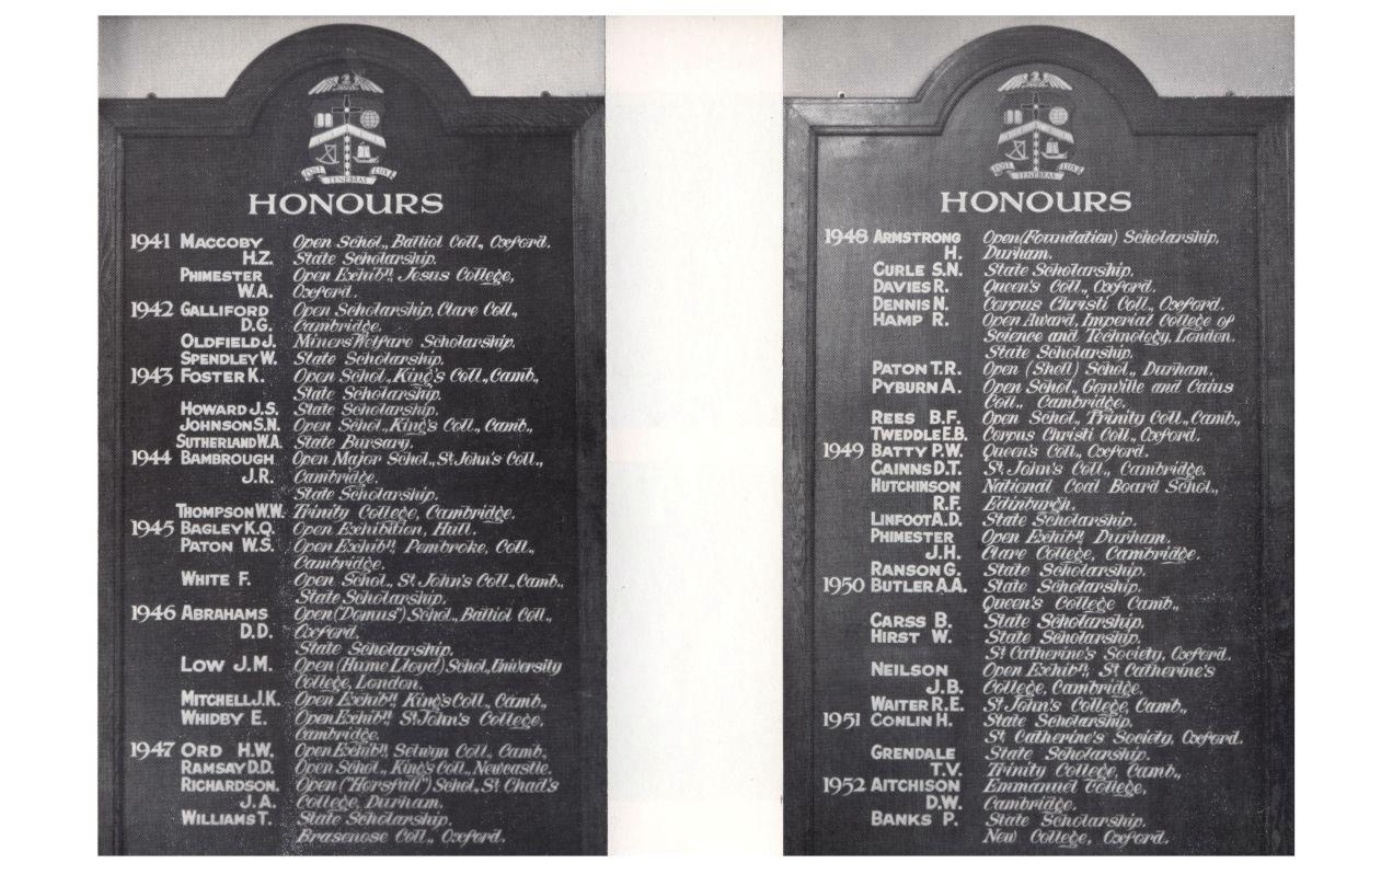 POST TENEBRAS LUX
HONOURS
1941 MACCOBY Open Schol., Balliol Coll., Oxford.
H.Z. State Scholarship.
PHIMESTER Open Exhibn., Jesus College,
W.A. Oxford.
1942 GALLIFORD Open Scholarship, Clare Coll.,
D.G. Cambridge.
OLDFIELD J. Miners Welfare Scholarship.
SPENDLEY W. State Scholarship.
1943 FOSTER K. Open Schol., King's Coll., Camb.,
State Scholarship.
HOWARD J.S. State Scholarship.
JOHNSON S.N. Open Schol., King's Coll., Camb.,
SUTHERLAND W.A. State Bursary.
1944 BAMBROUGH Open Major Schol., St John's Coll.,
J.R. Cambridge.
State Scholarship.
THOMPSON W.W. Trinity College, Cambridge.
1945 BAGLEY K.Q. Open Exhibition, Hull.
PATON W.S. Open Exhibn. Pembroke, Coll.,
Cambridge.
WHITE F. Open Schol., St John's Coll., Camb.,
State Scholarship.
1946 ABRAHAMS Open ("Domus") Schol., Balliol Coll.,
D.D. Oxford.
State Scholarship.
LOW J.M. Open (Hume Lloyd) Schol., University
College, London.
MITCHELL J.K. Open Exhibn. King's Coll., Camb.,
WHIDBY E. Open Exhibn. St John's College,
Cambridge.
1947 ORD H.W. Open Exhibn. Selwyn Coll., Camb.
RAMSAY D.D. Open Schol., King's Coll., Newcastle.
RICHARDSON. Open ("Horsfall") Schol., St Chad's
J.A. College, Durham.
WILLIAMS T. State Scholarship.
Brasenose Coll., Oxford.
POST TENEBRAS LUX
HONOURS
1948 ARMSTRONG Open (Foundation) Scholarship,
H. Durham.
CURLE S.N. State Scholarship.
DAVIES R. Queen's Coll., Oxford.
DENNIS N. Corpus Christi Coll., Oxford.
HAMP R. Open Award, Imperial College of
Science and Technology, London.
State Scholarship.
PATON T.R. Open (Shell) Schol., Durham.
PYBURN A. Open Schol., Gonville and Caius
Coll., Cambridge.
REES B.F. Open Schol., Trinity Coll., Camb.,
TWEDDLE E.B. Corpus Christi Coll., Oxford.
1949 BATTY P.W. Queen's Coll., Oxford.
CAINNS D.T. St. John's Coll., Cambridge.
HUTCHINSON National Coal Board Schol.,
R.F. Edinburgh.
LINFOOT A.D. State Scholarship.
PHIMESTER Open Exhibn. Durham.
J.H. Clare College, Cambridge.
RANSON G. State Scholarship.
1950 BUTLER A.A. State Scholarship.
Queen's College Camb.,
CARSS B. State Scholarship.
HIRST W. State Scholarship.
St Catherine's Society, Oxford.
NEILSON Open Exhibn., St Catherine's
J.B. College, Cambridge.
WAITER R.E. St John's College, Camb.,
1951 CONLIN H. State Scholarship.
St Catherine's Society, Oxford.
GRENDALE State Scholarship.
T.V. Trinity College, Camb.,
1952 AITCHISON Emmanuel College,
D.W. Cambridge.
BANKS P. State Scholarship.
New College, Oxford.